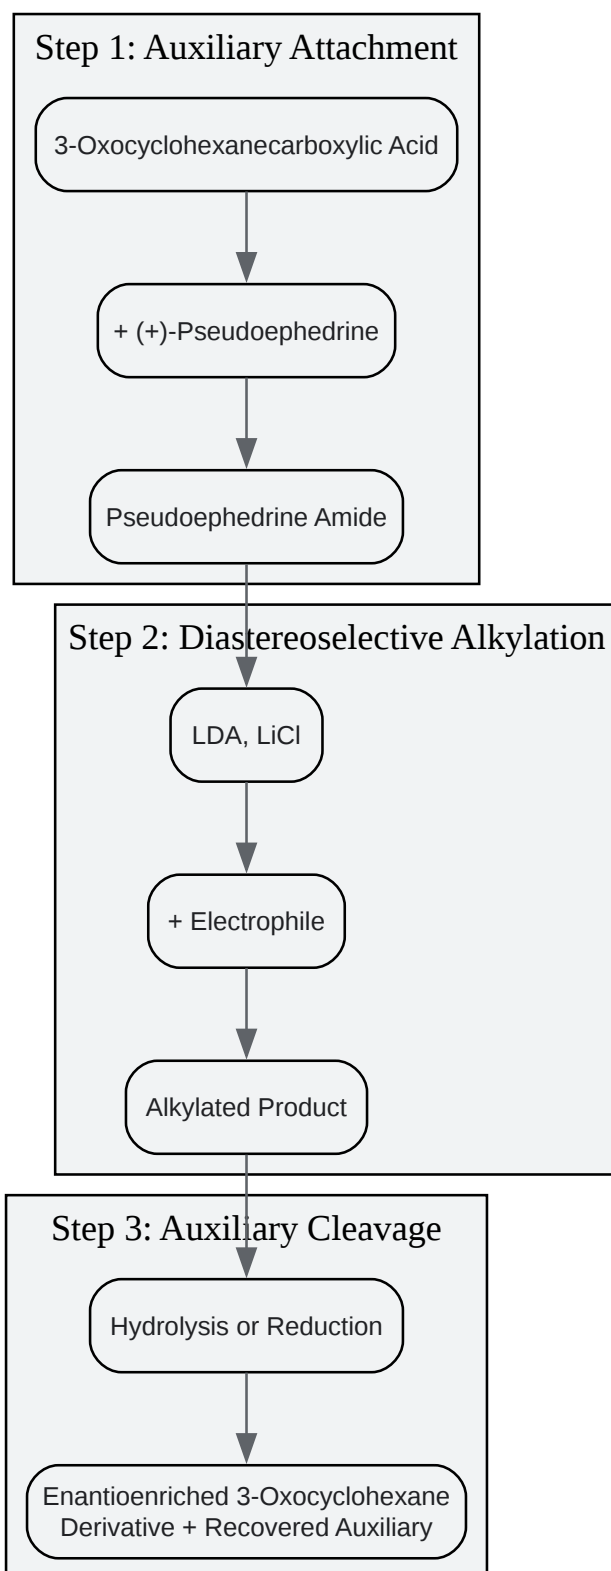 Step 1: Auxiliary Attachment
3-Oxocyclohexanecarboxylic Acid
+ (+)-Pseudoephedrine
Pseudoephedrine Amide
Step 2: Diastereoselective Alkylation
LDA, LiCl
+ Electrophile
Alkylated Product
Step 3: Auxiliary Cleavage
Hydrolysis or Reduction
Enantioenriched 3-Oxocyclohexane
Derivative + Recovered Auxiliary